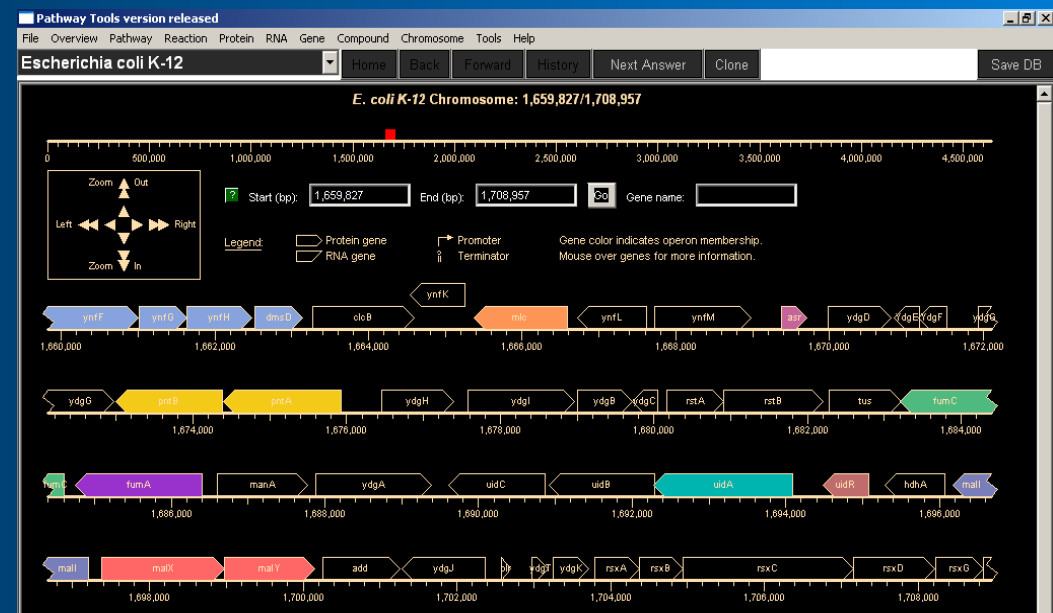 Pathway Tools version released
File Overview Pathway Reaction Protein RNA Gene Compound Chromosome Tools Help
Escherichia coli K-12 Home Back Forward History Next Answer Clone Save DB
E. coli K-12 Chromosome: 1,659,827/1,708,957
0 500,000 1,000,000 1,500,000 2,000,000 2,500,000 3,000,000 3,500,000 4,000,000 4,500,000
Zoom Out
? Start (bp): 1,659,827 End (bp): 1,708,957 Go Gene name:
Left Right
Legend: Protein gene Promoter Gene color indicates operon membership.
RNA gene Terminator Mouse over genes for more information.
Zoom In
ynfK
ynfF ynfG ynfH dmsD clcB mlc ynfL ynfM asr ydgD ydgE ydgF ydgG
1,660,000 1,662,000 1,664,000 1,666,000 1,668,000 1,670,000 1,672,000
ydgG pntB pntA ydgH ydgI ydgB ydgC rstA rstB tus fumC
1,674,000 1,676,000 1,678,000 1,680,000 1,682,000 1,684,000
fumC fumA manA ydgA uidC uidB uidA uidR hdhA malI
1,686,000 1,688,000 1,690,000 1,692,000 1,694,000 1,696,000
malI malX malY add ydgJ ydgT ydgK rsxA rsxB rsxC rsxD rsxG
1,698,000 1,700,000 1,702,000 1,704,000 1,706,000 1,708,000